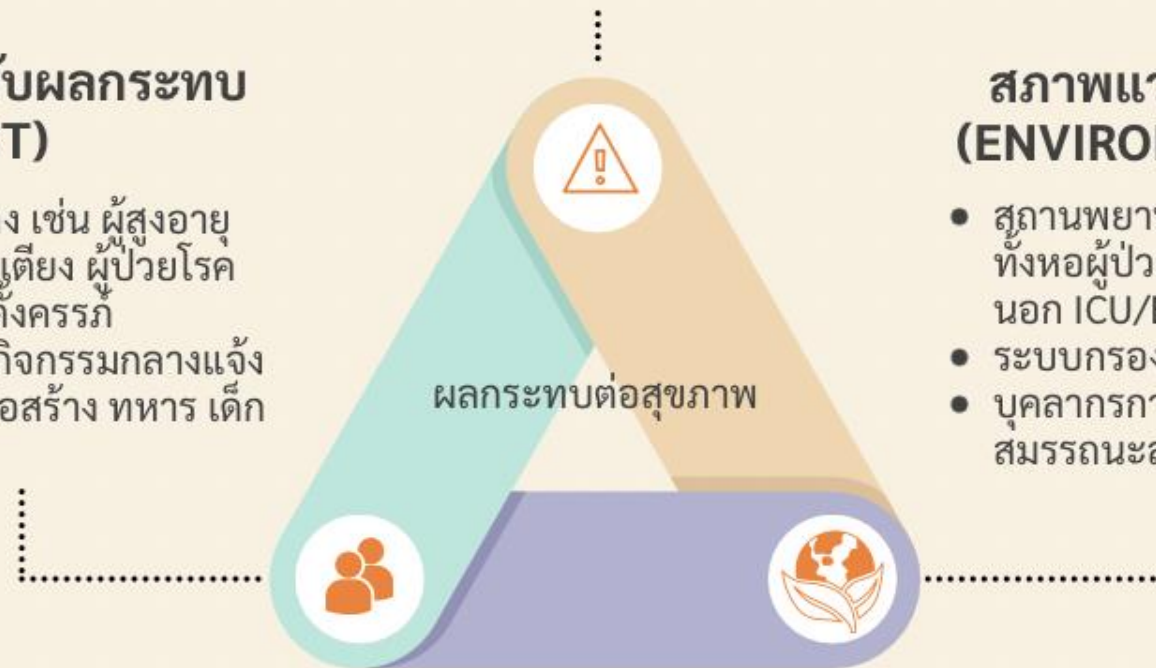 ับผลกระทบ
T)
ง เช่น ผู้สูงอายุ
เตียง ผู้ป่วยโรค
ตั้งครรภ์
กิจกรรมกลางแจ้ง
อสร้าง ทหาร เด็ก
ผลกระทบต่อสุขภาพ
สภาพแว
(ENVIRO
• สถานพยา
ทั้งหอผู้ป่ว
นอก ICU/
• ระบบกรอง
• บุคลากรกา
สมรรถนะส